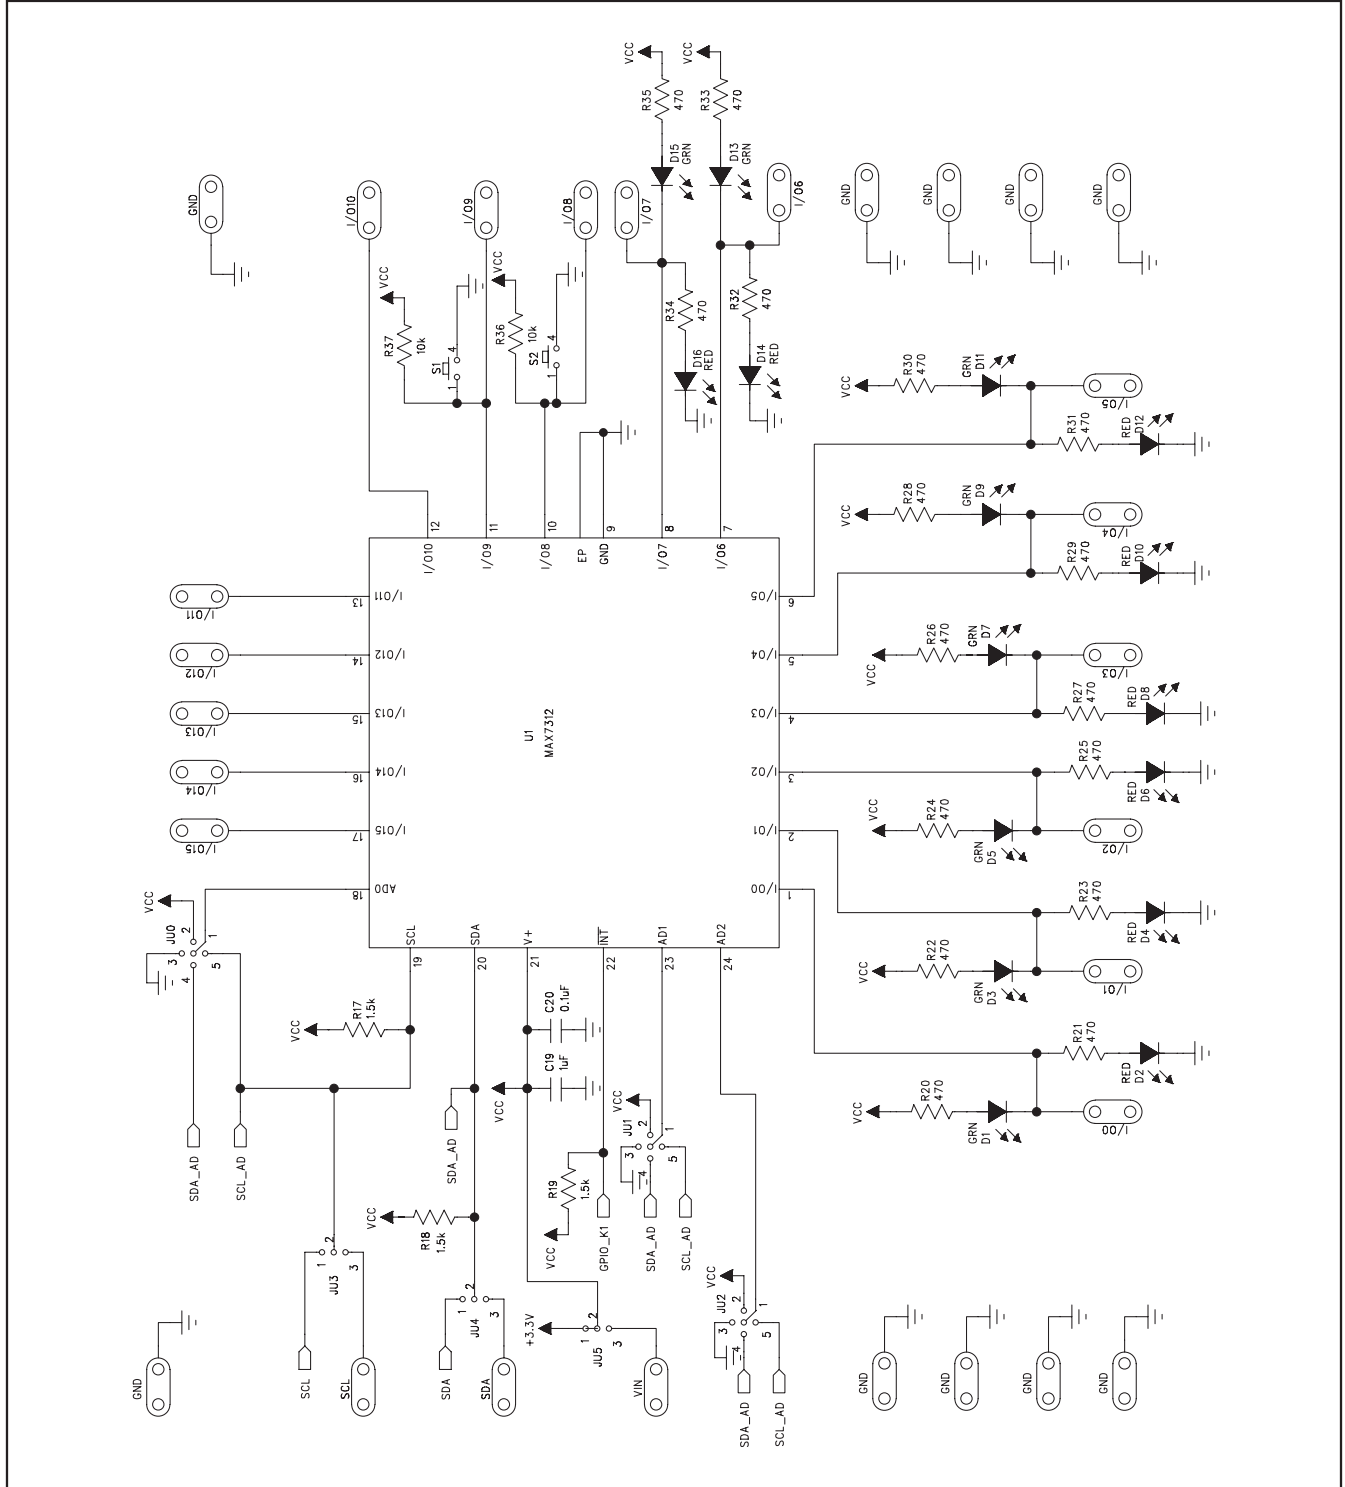 VCC
R35
470
D15
GRN
VCC
R33
470
D13
GRN
GND
I/O10
I/O9
I/O8
I/O7
I/O6
GND
GND
GND
GND
VCC
R37
10k
S1
1
4
VCC
R36
10k
S2
1
4
R34
470
D16
RED
R32
470
D14
RED
VCC
R30
470
GRN
D11
I/O5
R31
470
RED
D12
VCC
R28
470
GRN
D9
I/O4
R29
470
RED
D10
VCC
R26
470
GRN
D7
I/O3
R27
470
RED
D8
R25
470
RED
D6
VCC
R24
470
GRN
D5
I/O2
R23
470
RED
D4
VCC
R22
470
GRN
D3
I/O1
R21
470
RED
D2
VCC
R20
470
GRN
D1
I/O0
12
11
10
9
8
7
I/O10
I/O9
I/O8
EP
GND
I/O7
I/O6
I/O11
13
I/O11
I/O12
14
I/O12
I/O13
15
I/O13
I/O14
16
I/O14
I/O15
17
I/O15
18
AD0
I/O5
6
I/O4
5
I/O3
4
I/O2
3
I/O1
2
I/O0
1
U1
MAX7312
SCL
SDA
V+
INT
AD1
AD2
19
20
21
22
23
24
VCC
JU0
1
2
3
4
5
SDA_AD
SCL_AD
VCC
R17
1.5k
C20
0.1uF
C19
1uF
VCC
SDA_AD
VCC
R18
1.5k
VCC
R19
1.5k
GPIO_K1
VCC
JU1
1
2
3
4
5
SDA_AD
SCL_AD
VCC
JU2
1
2
3
4
5
SDA_AD
SCL_AD
JU3
1
2
3
SCL
SCL
JU4
1
2
3
SDA
SDA
+3.3V
JU5
1
2
3
VIN
GND
GND
GND
GND
GND